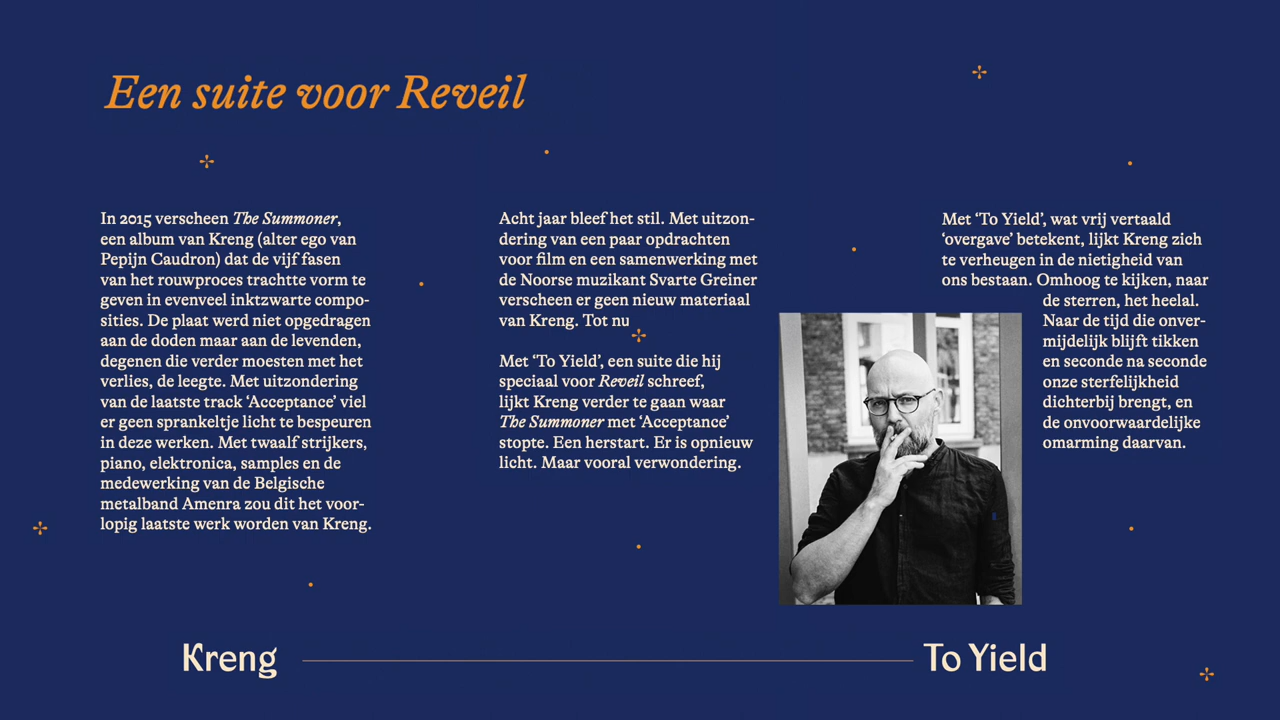 Een suite voor Reveil
In 2015 verscheen The Summoner,
een album van Kreng (alter ego van
Pepijn Caudron) dat de vijf fasen
van het rouwproces trachtte vorm te
geven in evenveel inktzwarte compo-
sities. De plaat werd niet opgedragen
aan de doden maar aan de levenden,
degenen die verder moesten met het
verlies, de leegte. Met uitzondering
van de laatste track ‘Acceptance’ viel
er geen sprankeltje licht te bespeuren
in deze werken. Met twaalf strijkers,
piano, elektronica, samples en de
medewerking van de Belgische
metalband Amenra zou dit het voor-
lopig laatste werk worden van Kreng.
Acht jaar bleef het stil. Met uitzon-
dering van een paar opdrachten
voor film en een samenwerking met
de Noorse muzikant Svarte Greiner
verscheen er geen nieuw materiaal
van Kreng. Tot nu
Met ‘To Yield’, een suite die hij
speciaal voor Reveil schreef,
lijkt Kreng verder te gaan waar
The Summoner met ‘Acceptance’
stopte. Een herstart. Er is opnieuw
licht. Maar vooral verwondering.
Met ‘To Yield’, wat vrij vertaald
‘overgave’ betekent, lijkt Kreng zich
te verheugen in de nietigheid van
ons bestaan. Omhoog te kijken, naar
de sterren, het heelal.
Naar de tijd die onver-
mijdelijk blijft tikken
en seconde na seconde
onze sterfelijkheid
dichterbij brengt, en
de onvoorwaardelijke
omarming daarvan.
Kreng
To Yield